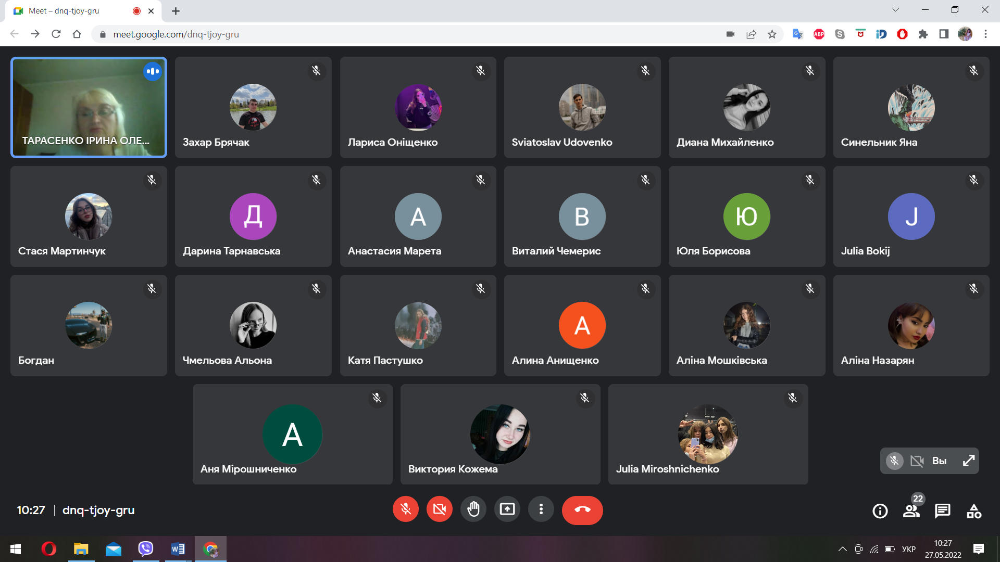 Meet – dnq-tjoy-gru
meet.google.com/dnq-tjoy-gru
ABP
ТАРАСЕНКО ІРИНА ОЛЕ...
Захар Брячак
Лариса Оніщенко
Sviatoslav Udovenko
Диана Михайленко
Синельник Яна
Д
А
В
Ю
J
Стася Мартинчук
Дарина Тарнавська
Анастасия Марета
Виталий Чемерис
Юля Борисова
Julia Bokij
А
Богдан
Чмельова Альона
Катя Пастушко
Алина Анищенко
Аліна Мошківська
Аліна Назарян
А
Аня Мірошниченко
Виктория Кожема
Julia Miroshnichenko
Вы
10:27 | dnq-tjoy-gru
22
УКР
10:27
27.05.2022